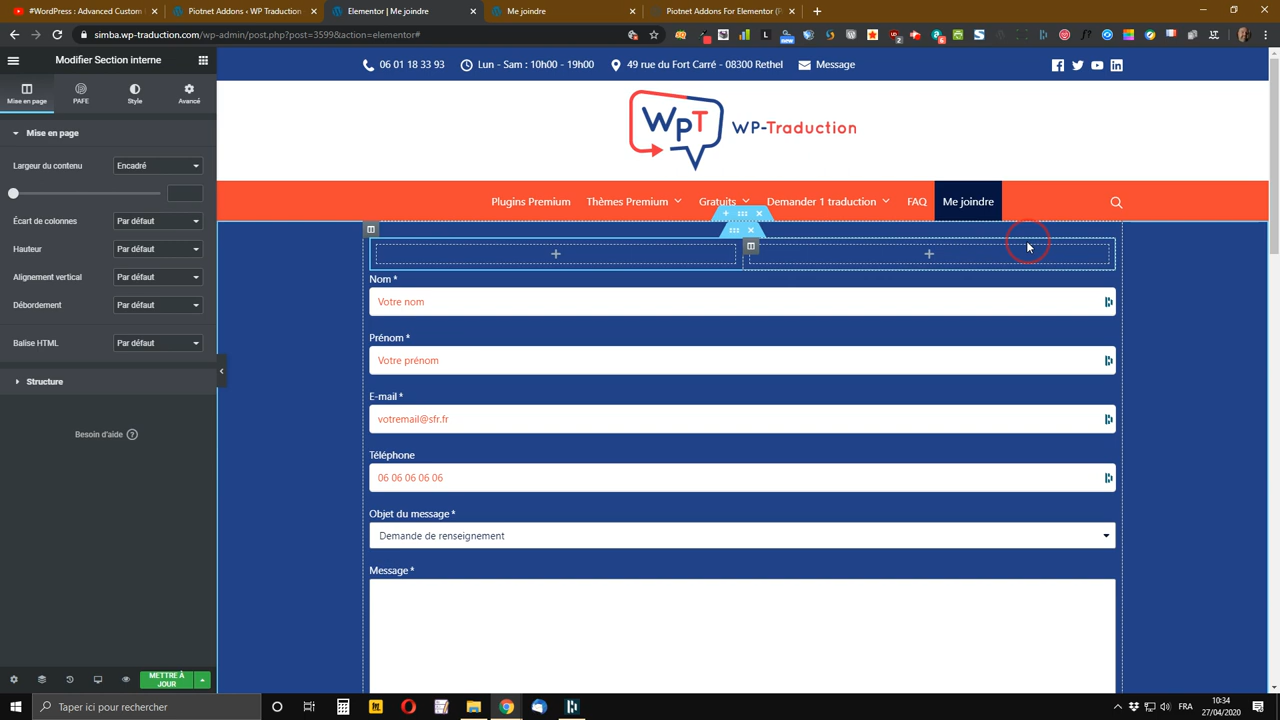 #WordPress : Divers et ses Amis
Piotnet Addons W/ WP Traduction
Elementor | Me joindre
Me joindre
Piotnet Addons For Elementor P
simba.wp-traduction.com/wp-admin/post.php?post=3599&action=elementor#
Modifier Section interne
Mise en page
PAFE
Style
Avancé
Mise en page
Largeur du contenu
Encadré
Écart de colonnes
Par défaut
Hauteur
Par défaut
Alignement vertical
Par défaut
Débordement
Par défaut
Balise HTML
Par défaut
Structure
Besoin d'aide
METTRE À JOUR
06 01 18 33 93
Lun - Sam : 10h00 - 19h00
49 rue du Fort Carré - 08300 Rethel
Message
WpT
WP-Traduction
Plugins Premium
Thèmes Premium
Gratuits
Demander 1 traduction
FAQ
Me joindre
Nom *
Votre nom
Prénom *
Votre prénom
E-mail *
votremail@sfr.fr
Téléphone
06 06 06 06 06
Objet du message *
Demande de renseignement
Message *
Taper ici pour rechercher
FRA
10:34
27/04/2020